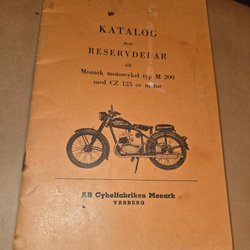 KATALOG
över
RESERVDELAR
till
Monark motorcykel typ M 200
med CZ 125 cc motor
AB Cykelfabriken Monark
VARBERG